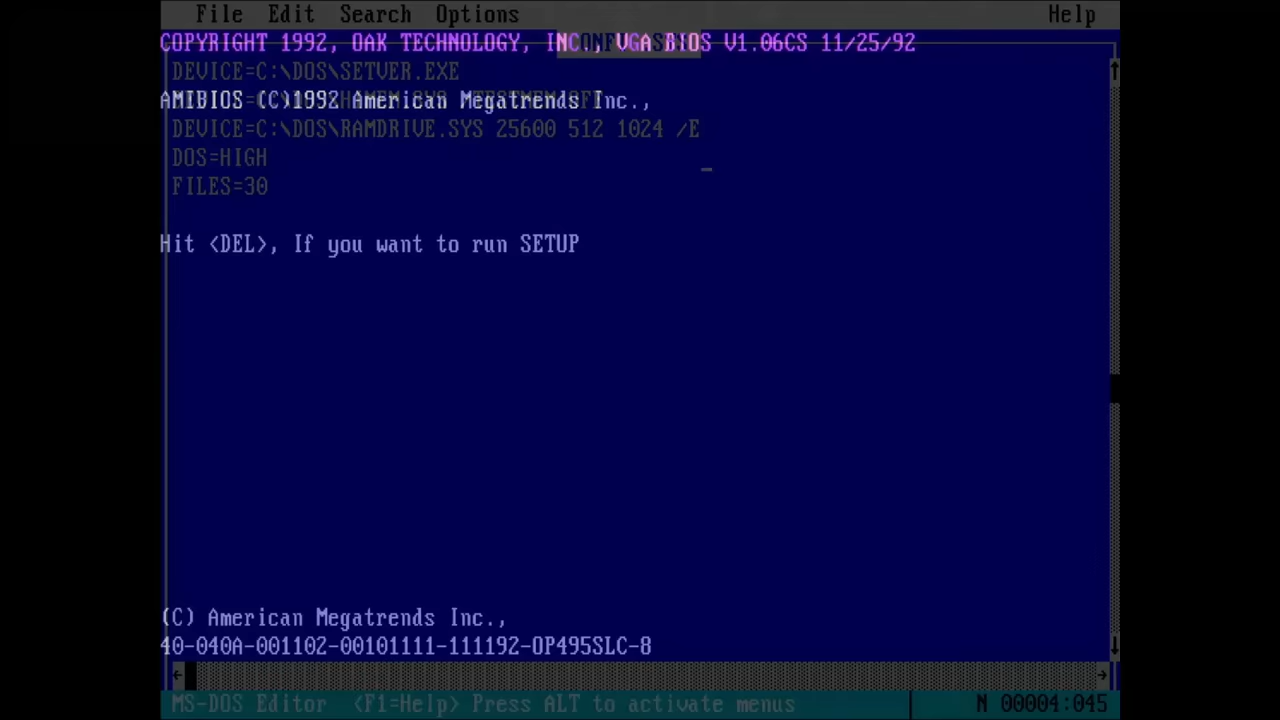 File Edit Search Options Help
COPYRIGHT 1992, OAK TECHNOLOGY, INC., VGA BIOS V1.06CS 11/25/92
DEVICE=C:\DOS\SETVER.EXE
AMIBIOS (C)1992 American Megatrends Inc.,
DEVICE=C:\DOS\RAMDRIVE.SYS 25600 512 1024 /E
DOS=HIGH
FILES=30
Hit <DEL>, If you want to run SETUP
(C) American Megatrends Inc.,
40-040A-001102-00101111-111192-OP495SLC-8
MS-DOS Editor <F1=Help> Press ALT to activate menus N 00004:045